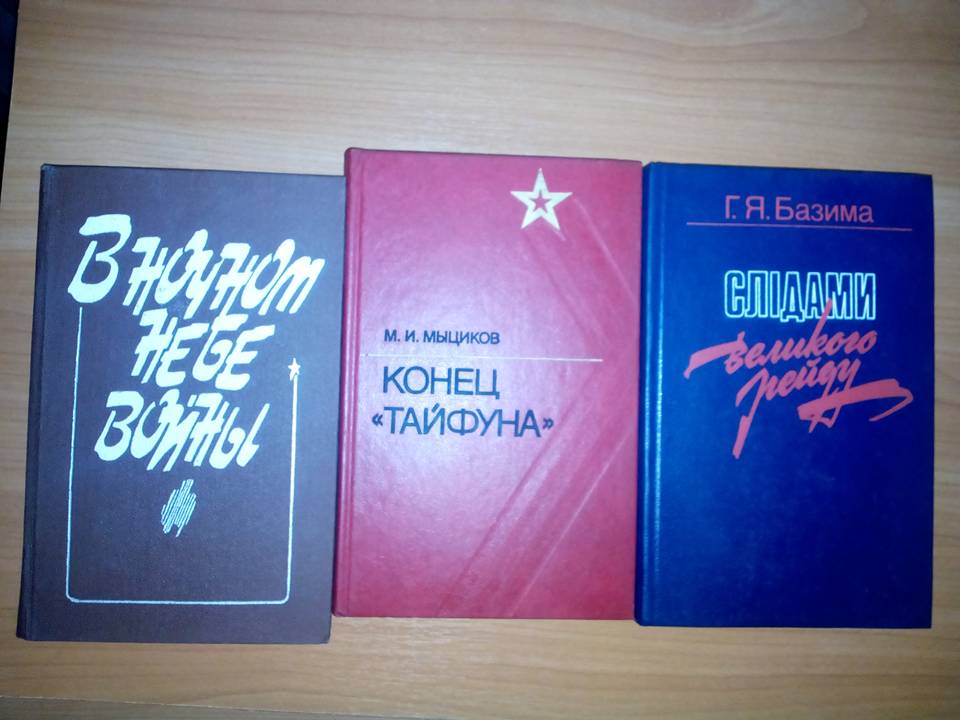 В ночном
небе
войны
М. И. МЫЦИКОВ
КОНЕЦ
«ТАЙФУНА»
Г. Я. Базима
СЛІДАМИ
великого
рейду